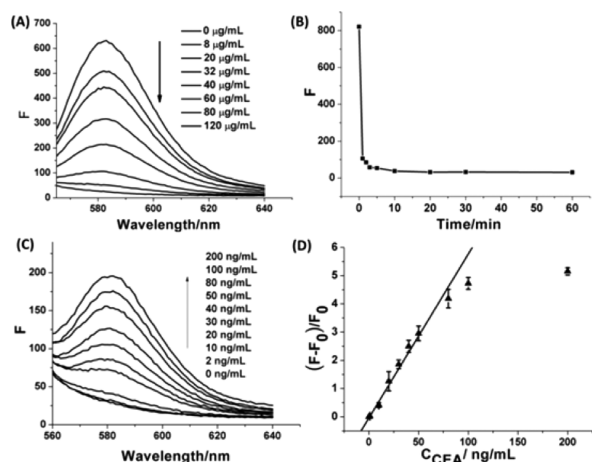 (A)
F
700
600
500
400
300
200
100
0
580
600
620
640
Wavelength/nm
0 μg/mL
8 μg/mL
20 μg/mL
32 μg/mL
40 μg/mL
60 μg/mL
80 μg/mL
120 μg/mL
(B)
F
800
600
400
200
0
0
10
20
30
40
50
60
Time/min
(C)
F
200
150
100
50
0
560
580
600
620
640
Wavelength/nm
200 ng/mL
100 ng/mL
80 ng/mL
50 ng/mL
40 ng/mL
30 ng/mL
20 ng/mL
10 ng/mL
2 ng/mL
0 ng/mL
(D)
(F-F0)/F0
6
5
4
3
2
1
0
0
50
100
150
200
CCEA/ ng/mL